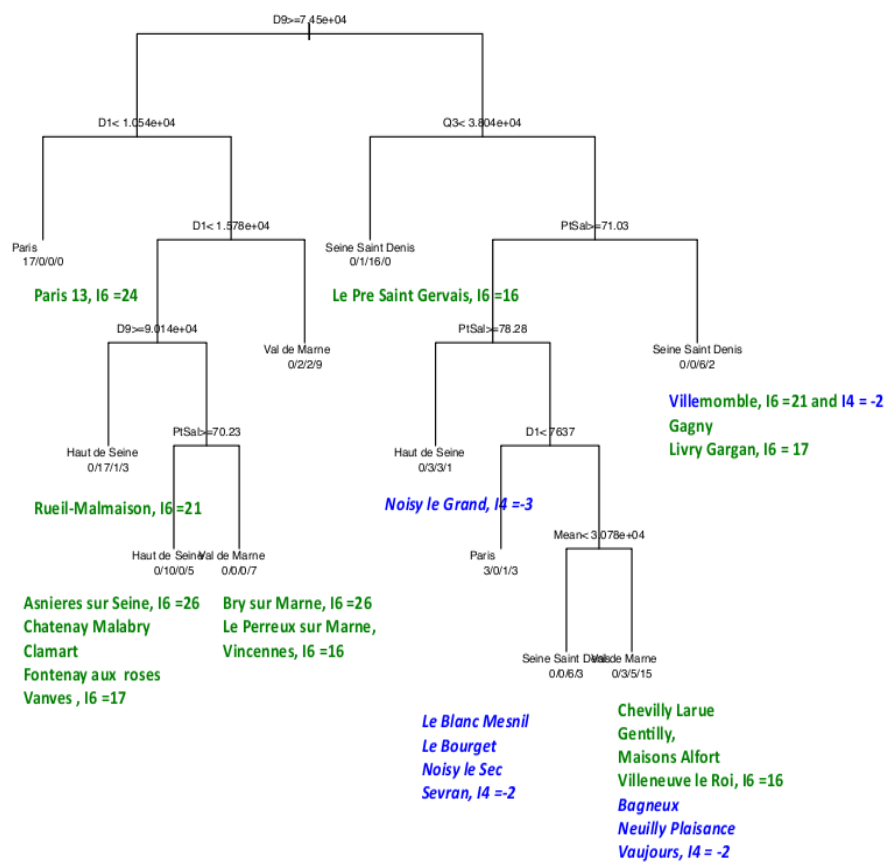 D9>=7.45e+04
D1< 1.054e+04
Q3< 3.804e+04
D1< 1.578e+04
PtSal>=71.03
Paris
17/0/0/0
Seine Saint Denis
0/1/16/0
Paris 13, I6 =24
Le Pre Saint Gervais, I6 =16
D9>=9.014e+04
PtSal>=78.28
Val de Marne
0/2/2/9
Seine Saint Denis
0/0/6/2
Villemomble, I6 =21 and I4 = -2
Gagny
Livry Gargan, I6 = 17
PtSal>=70.23
D1< 7637
Haut de Seine
0/17/1/3
Haut de Seine
0/3/3/1
Rueil-Malmaison, I6 =21
Noisy le Grand, I4 =-3
Mean< 3.078e+04
Haut de Seine
0/10/0/5
Val de Marne
0/0/0/7
Paris
3/0/1/3
Asnieres sur Seine, I6 =26
Chatenay Malabry
Clamart
Fontenay aux roses
Vanves , I6 =17
Bry sur Marne, I6 =26
Le Perreux sur Marne,
Vincennes, I6 =16
Seine Saint Denis
0/0/6/3
Val de Marne
0/3/5/15
Le Blanc Mesnil
Le Bourget
Noisy le Sec
Sevran, I4 =-2
Chevilly Larue
Gentilly,
Maisons Alfort
Villeneuve le Roi, I6 =16
Bagneux
Neuilly Plaisance
Vaujours, I4 = -2